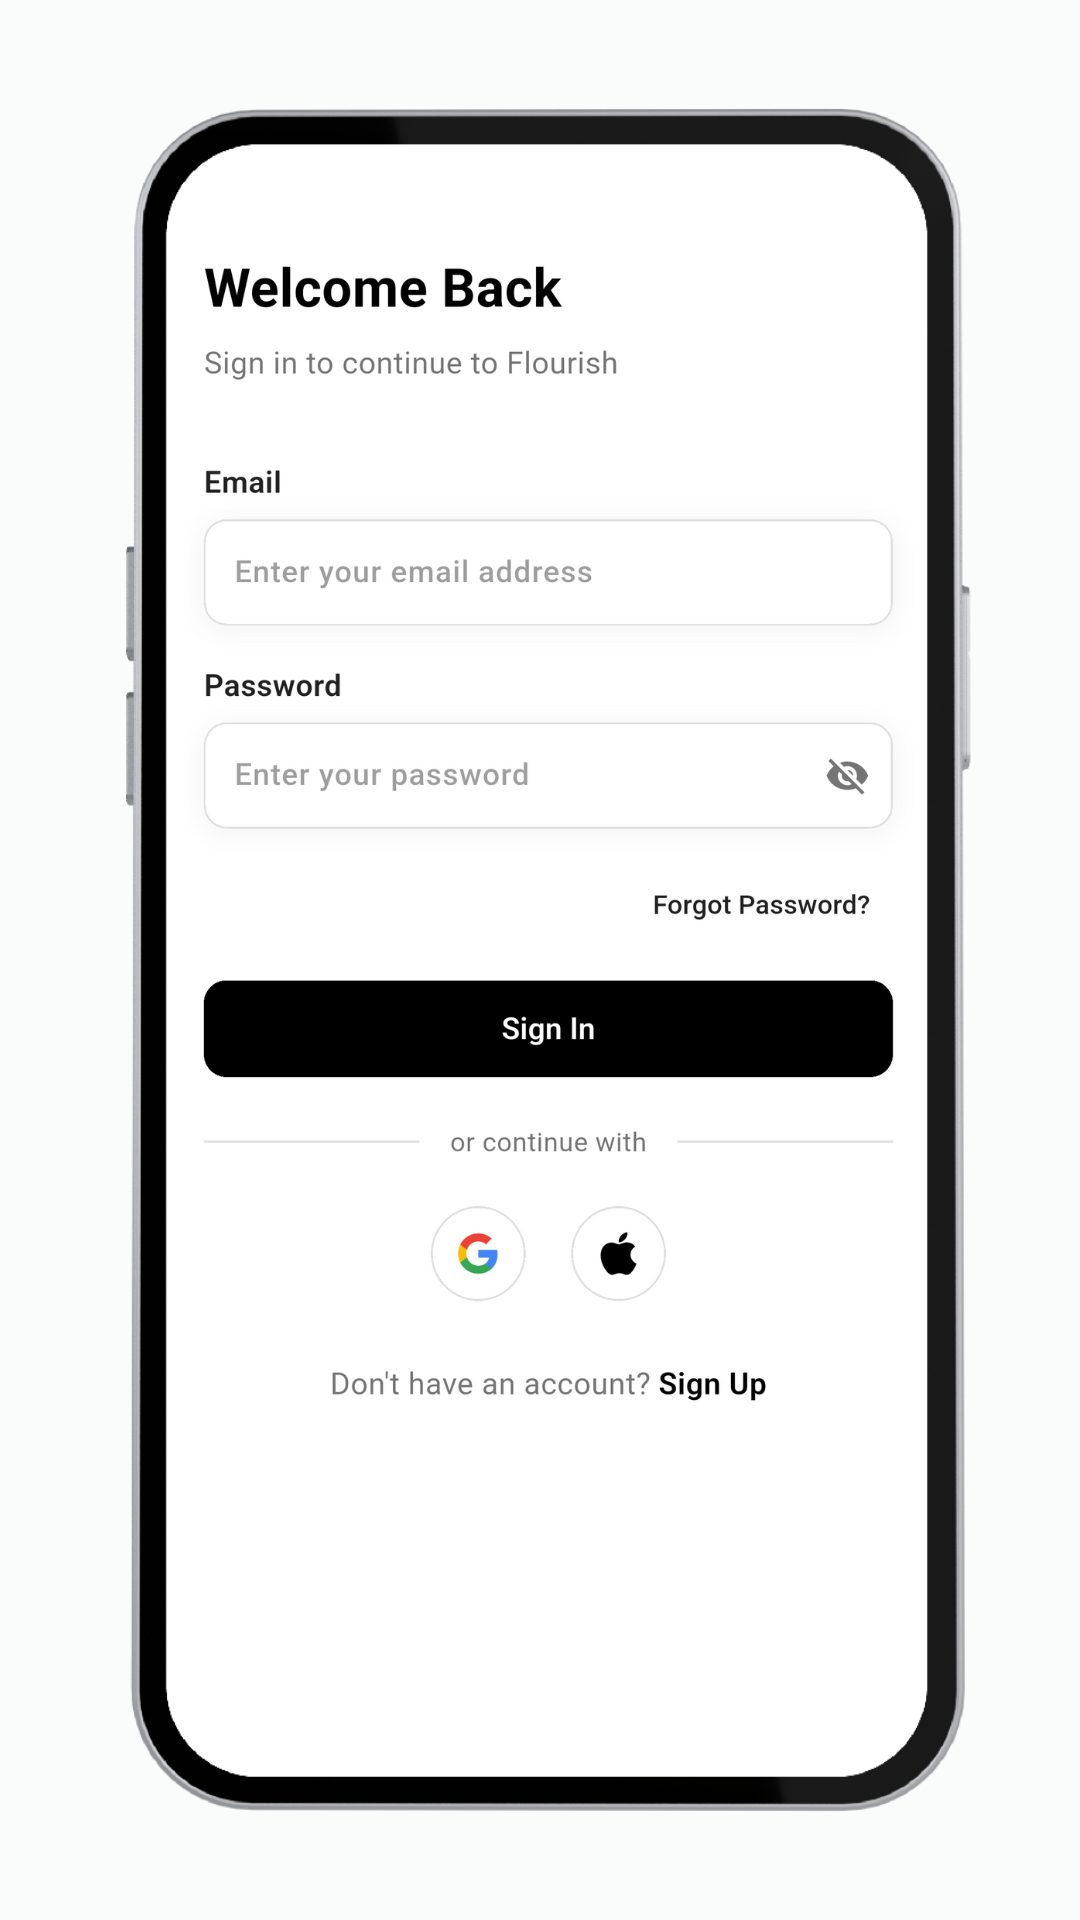 Welcome Back
Sign in to continue to Flourish
Email
Enter your email address
Password
Enter your password
Forgot Password?
Sign In
or continue with
Don't have an account? Sign Up